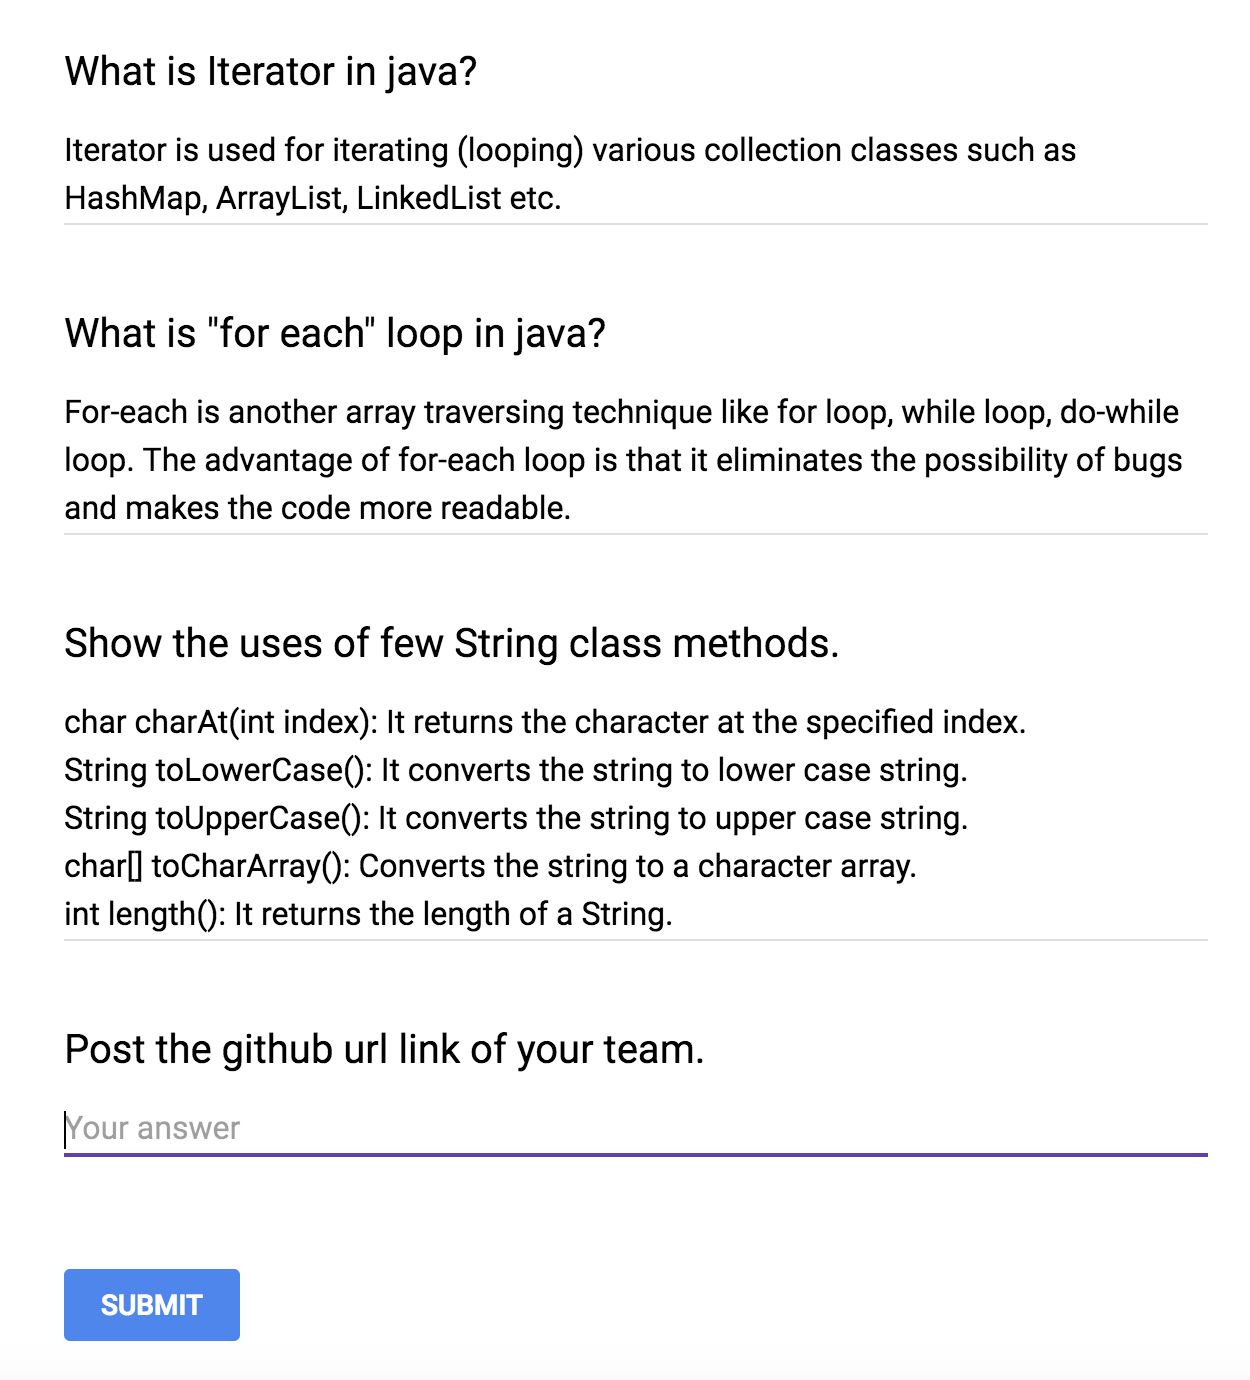 What is Iterator in java?
Iterator is used for iterating (looping) various collection classes such as
HashMap, ArrayList, LinkedList etc.
What is "for each" loop in java?
For-each is another array traversing technique like for loop, while loop, do-while
loop. The advantage of for-each loop is that it eliminates the possibility of bugs
and makes the code more readable.
Show the uses of few String class methods.
char charAt(int index): It returns the character at the specified index.
String toLowerCase(): It converts the string to lower case string.
String toUpperCase(): It converts the string to upper case string.
char[] toCharArray(): Converts the string to a character array.
int length(): It returns the length of a String.
Post the github url link of your team.
Your answer
SUBMIT